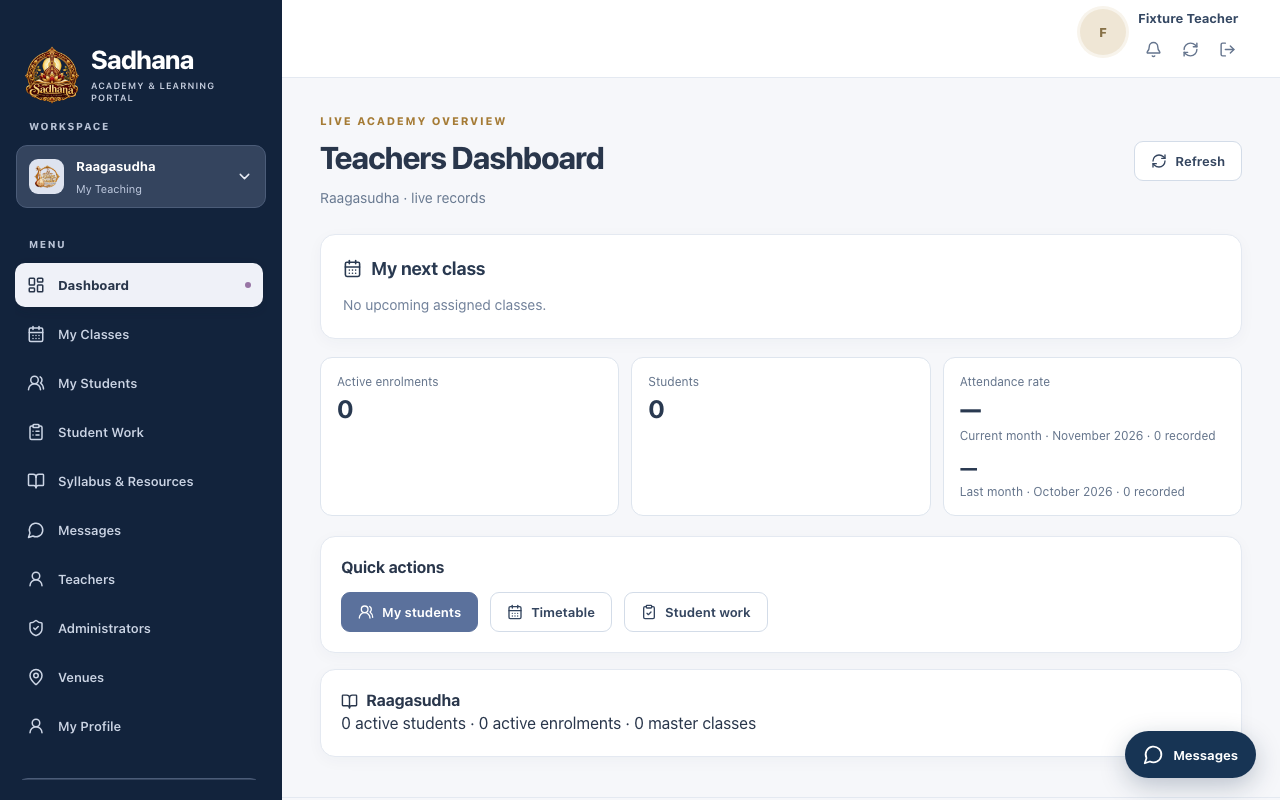 Sadhana
ACADEMY & LEARNING
PORTAL
Sadhana
WORKSPACE
Raagasudha
My Teaching
MENU
Dashboard
My Classes
My Students
Student Work
Syllabus & Resources
Messages
Teachers
Administrators
Venues
My Profile
F
Fixture Teacher
LIVE ACADEMY OVERVIEW
Teachers Dashboard
Refresh
Raagasudha · live records
My next class
No upcoming assigned classes.
Active enrolments
0
Students
0
Attendance rate
—
Current month · November 2026 · 0 recorded
—
Last month · October 2026 · 0 recorded
Quick actions
My students
Timetable
Student work
Raagasudha
0 active students · 0 active enrolments · 0 master classes
Messages